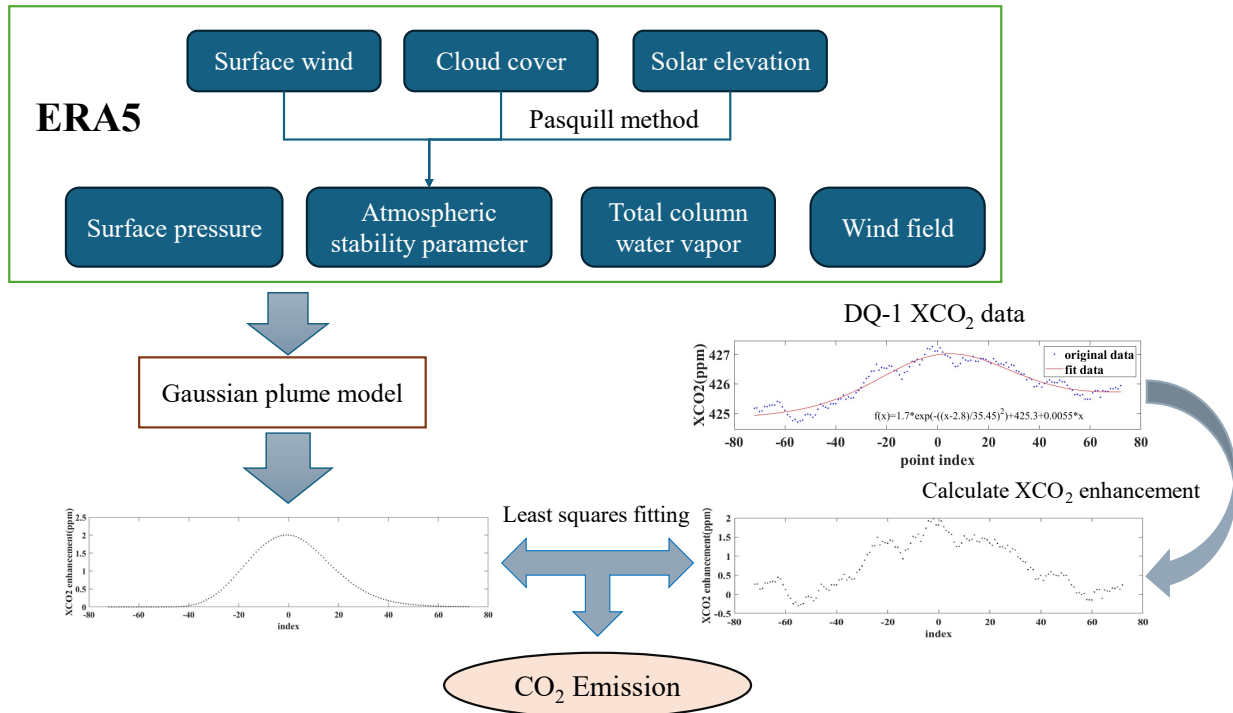 Surface wind
Cloud cover
Solar elevation
ERA5
Pasquill method
Surface pressure
Atmospheric
stability parameter
Total column
water vapor
Wind field
Gaussian plume model
DQ-1 XCO₂ data
XCO2(ppm)
427
426
425
original data
fit data
f(x)=1.7*exp(-((x-2.8)/35.45)²)+425.3+0.0055*x
-80 -60 -40 -20 0 20 40 60 80
point index
Calculate XCO₂ enhancement
Least squares fitting
XCO2 enhancement(ppm)
2.5
2
1.5
1
0.5
0
-80 -60 -40 -20 0 20 40 60 80
index
XCO2 enhancement(ppm)
2
1.5
1
0.5
0
-0.5
-80 -60 -40 -20 0 20 40 60 80
index
CO₂ Emission